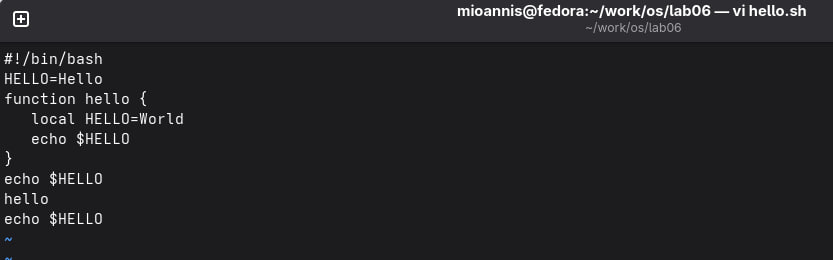 mioannis@fedora:~/work/os/lab06 — vi hello.sh
~/work/os/lab06
#!/bin/bash
HELLO=Hello
function hello {
   local HELLO=World
   echo $HELLO
}
echo $HELLO
hello
echo $HELLO
~
~